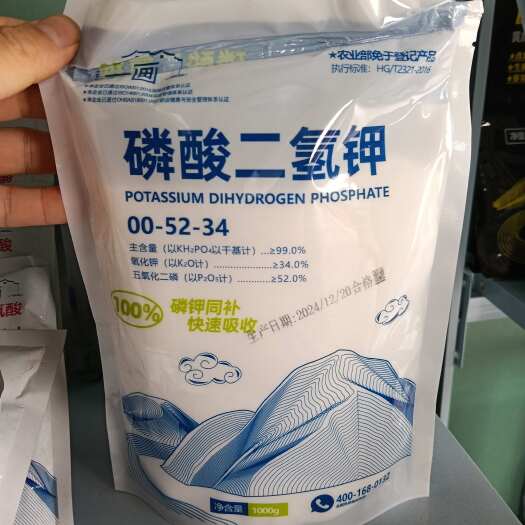 ★农业部免于登记产品
执行标准：HG/T2321-2016
磷酸二氢钾
POTASSIUM DIHYDROGEN PHOSPHATE
00-52-34
主含量（以KH₂PO₄以干基计）...≥99.0%
氧化钾（以K₂O计）...................≥34.0%
五氧化二磷（以P₂O₅计）.........≥52.0%
100%
磷钾同补
快速吸收
生产日期:2024/12/20合格
净含量
1000g
400-168-0132